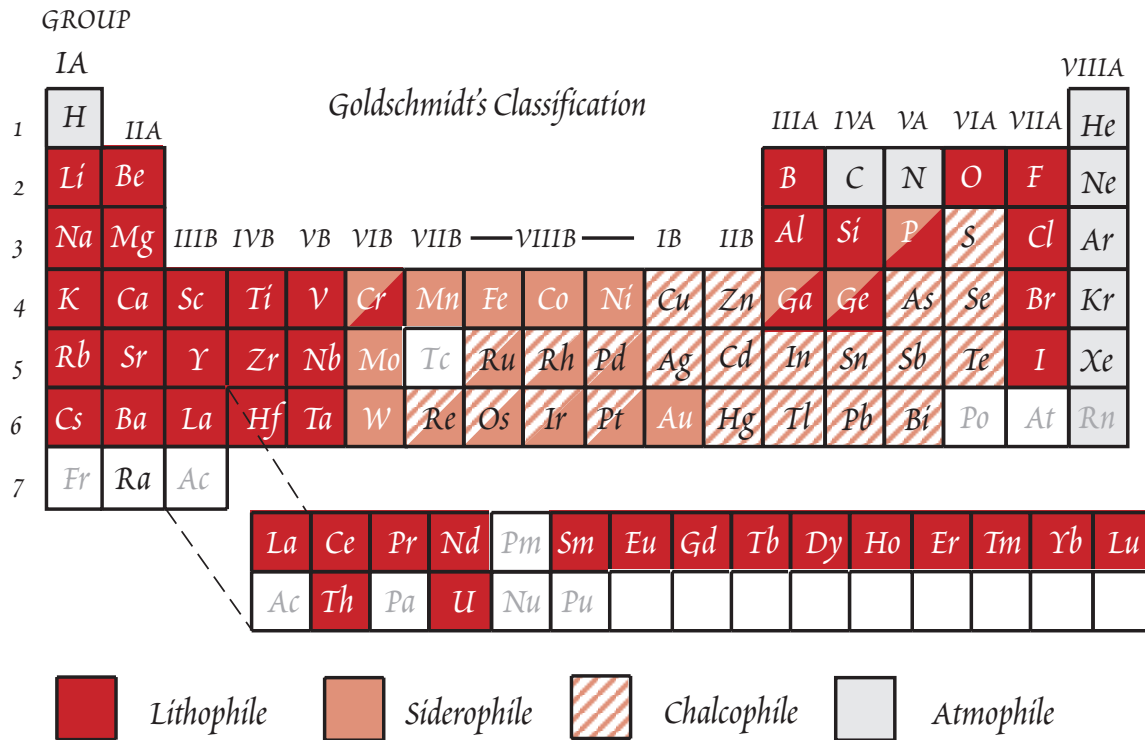 GROUP
IA VIIIA
Goldschmidt's Classification
1 H IIA IIIA IVA VA VIA VIIA He
2 Li Be B C N O F Ne
3 Na Mg IIIB IVB VB VIB VIIB VIIIB IB IIB Al Si P S Cl Ar
4 K Ca Sc Ti V Cr Mn Fe Co Ni Cu Zn Ga Ge As Se Br Kr
5 Rb Sr Y Zr Nb Mo Tc Ru Rh Pd Ag Cd In Sn Sb Te I Xe
6 Cs Ba La Hf Ta W Re Os Ir Pt Au Hg Tl Pb Bi Po At Rn
7 Fr Ra Ac
La Ce Pr Nd Pm Sm Eu Gd Tb Dy Ho Er Tm Yb Lu
Ac Th Pa U Nu Pu
Lithophile Siderophile Chalcophile Atmophile